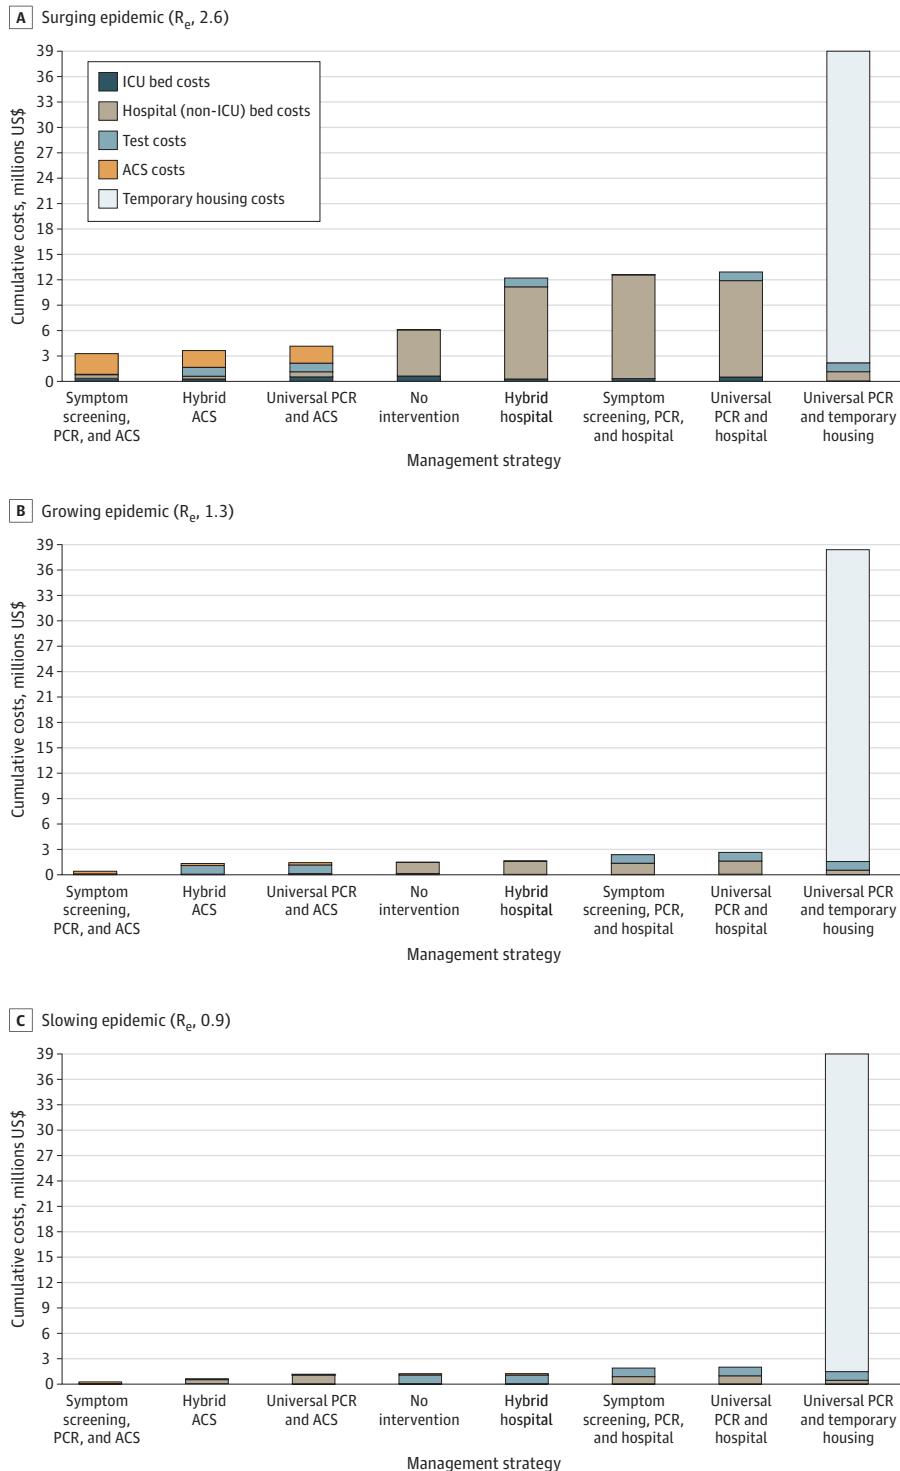 A Surging epidemic (Re, 2.6)
39
36
33
30
27
24
21
18
15
12
9
6
3
0
Cumulative costs, millions US$
ICU bed costs
Hospital (non-ICU) bed costs
Test costs
ACS costs
Temporary housing costs
Symptom screening, PCR, and ACS
Hybrid ACS
Universal PCR and ACS
No intervention
Hybrid hospital
Symptom screening, PCR, and hospital
Universal PCR and hospital
Universal PCR and temporary housing
Management strategy
B Growing epidemic (Re, 1.3)
39
36
33
30
27
24
21
18
15
12
9
6
3
0
Cumulative costs, millions US$
Symptom screening, PCR, and ACS
Hybrid ACS
Universal PCR and ACS
No intervention
Hybrid hospital
Symptom screening, PCR, and hospital
Universal PCR and hospital
Universal PCR and temporary housing
Management strategy
C Slowing epidemic (Re, 0.9)
39
36
33
30
27
24
21
18
15
12
9
6
3
0
Cumulative costs, millions US$
Symptom screening, PCR, and ACS
Hybrid ACS
Universal PCR and ACS
No intervention
Hybrid hospital
Symptom screening, PCR, and hospital
Universal PCR and hospital
Universal PCR and temporary housing
Management strategy